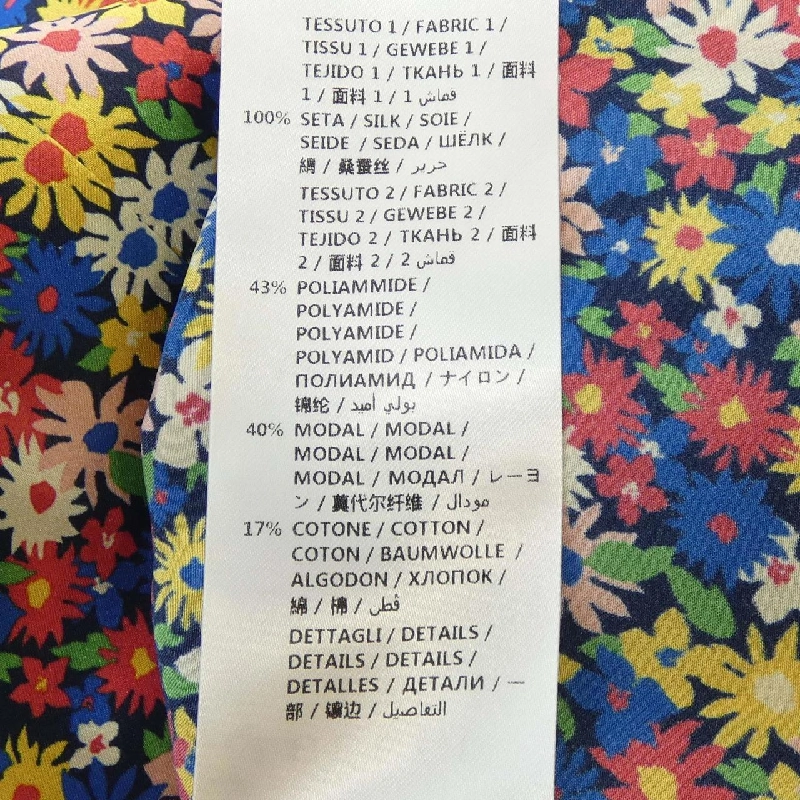 TESSUTO 1 / FABRIC 1 /
TISSU 1 / GEWEBE 1 /
TEJIDO 1 / ТКАНЬ 1 / 面料
1 / 面料 1 / قماش 1
100% SETA / SILK / SOIE /
SEIDE / SEDA / ШЁЛК /
絹 / 桑蚕丝 / حرير
TESSUTO 2 / FABRIC 2 /
TISSU 2 / GEWEBE 2 /
TEJIDO 2 / ТКАНЬ 2 / 面料
2 / 面料 2 / قماش 2
43% POLIAMMIDE /
POLYAMIDE /
POLYAMIDE /
POLYAMID / POLIAMIDA /
ПОЛИАМИД / ナイロン /
锦纶 / بولي أميد
40% MODAL / MODAL /
MODAL / MODAL /
MODAL / МОДАЛ / レーヨ
ン / 莫代尔纤维 / مودال
17% COTONE / COTTON /
COTON / BAUMWOLLE /
ALGODON / ХЛОПОК /
綿 / 棉 / قطن
DETTAGLI / DETAILS /
DETAILS / DETAILS /
DETALLES / ДЕТАЛИ / 一
部 / 镶边 / التفاصيل